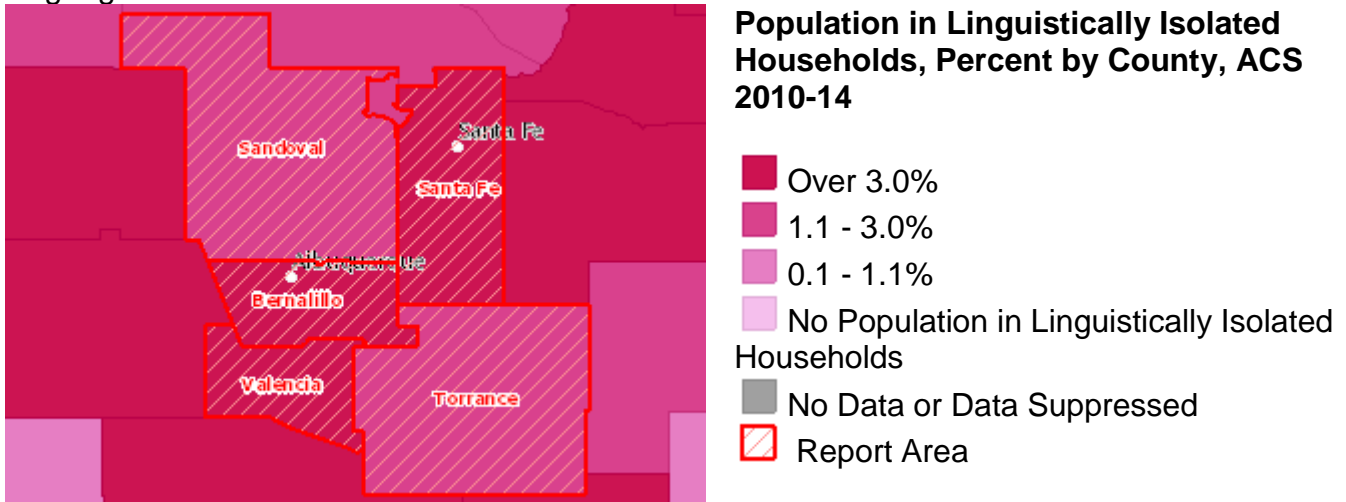 Population in Linguistically Isolated
Households, Percent by County, ACS
2010-14
Over 3.0%
1.1 - 3.0%
0.1 - 1.1%
No Population in Linguistically Isolated
Households
No Data or Data Suppressed
Report Area
Santa Fe
Sandoval
Santa Fe
Albuquerque
Bernalillo
Valencia
Torrance